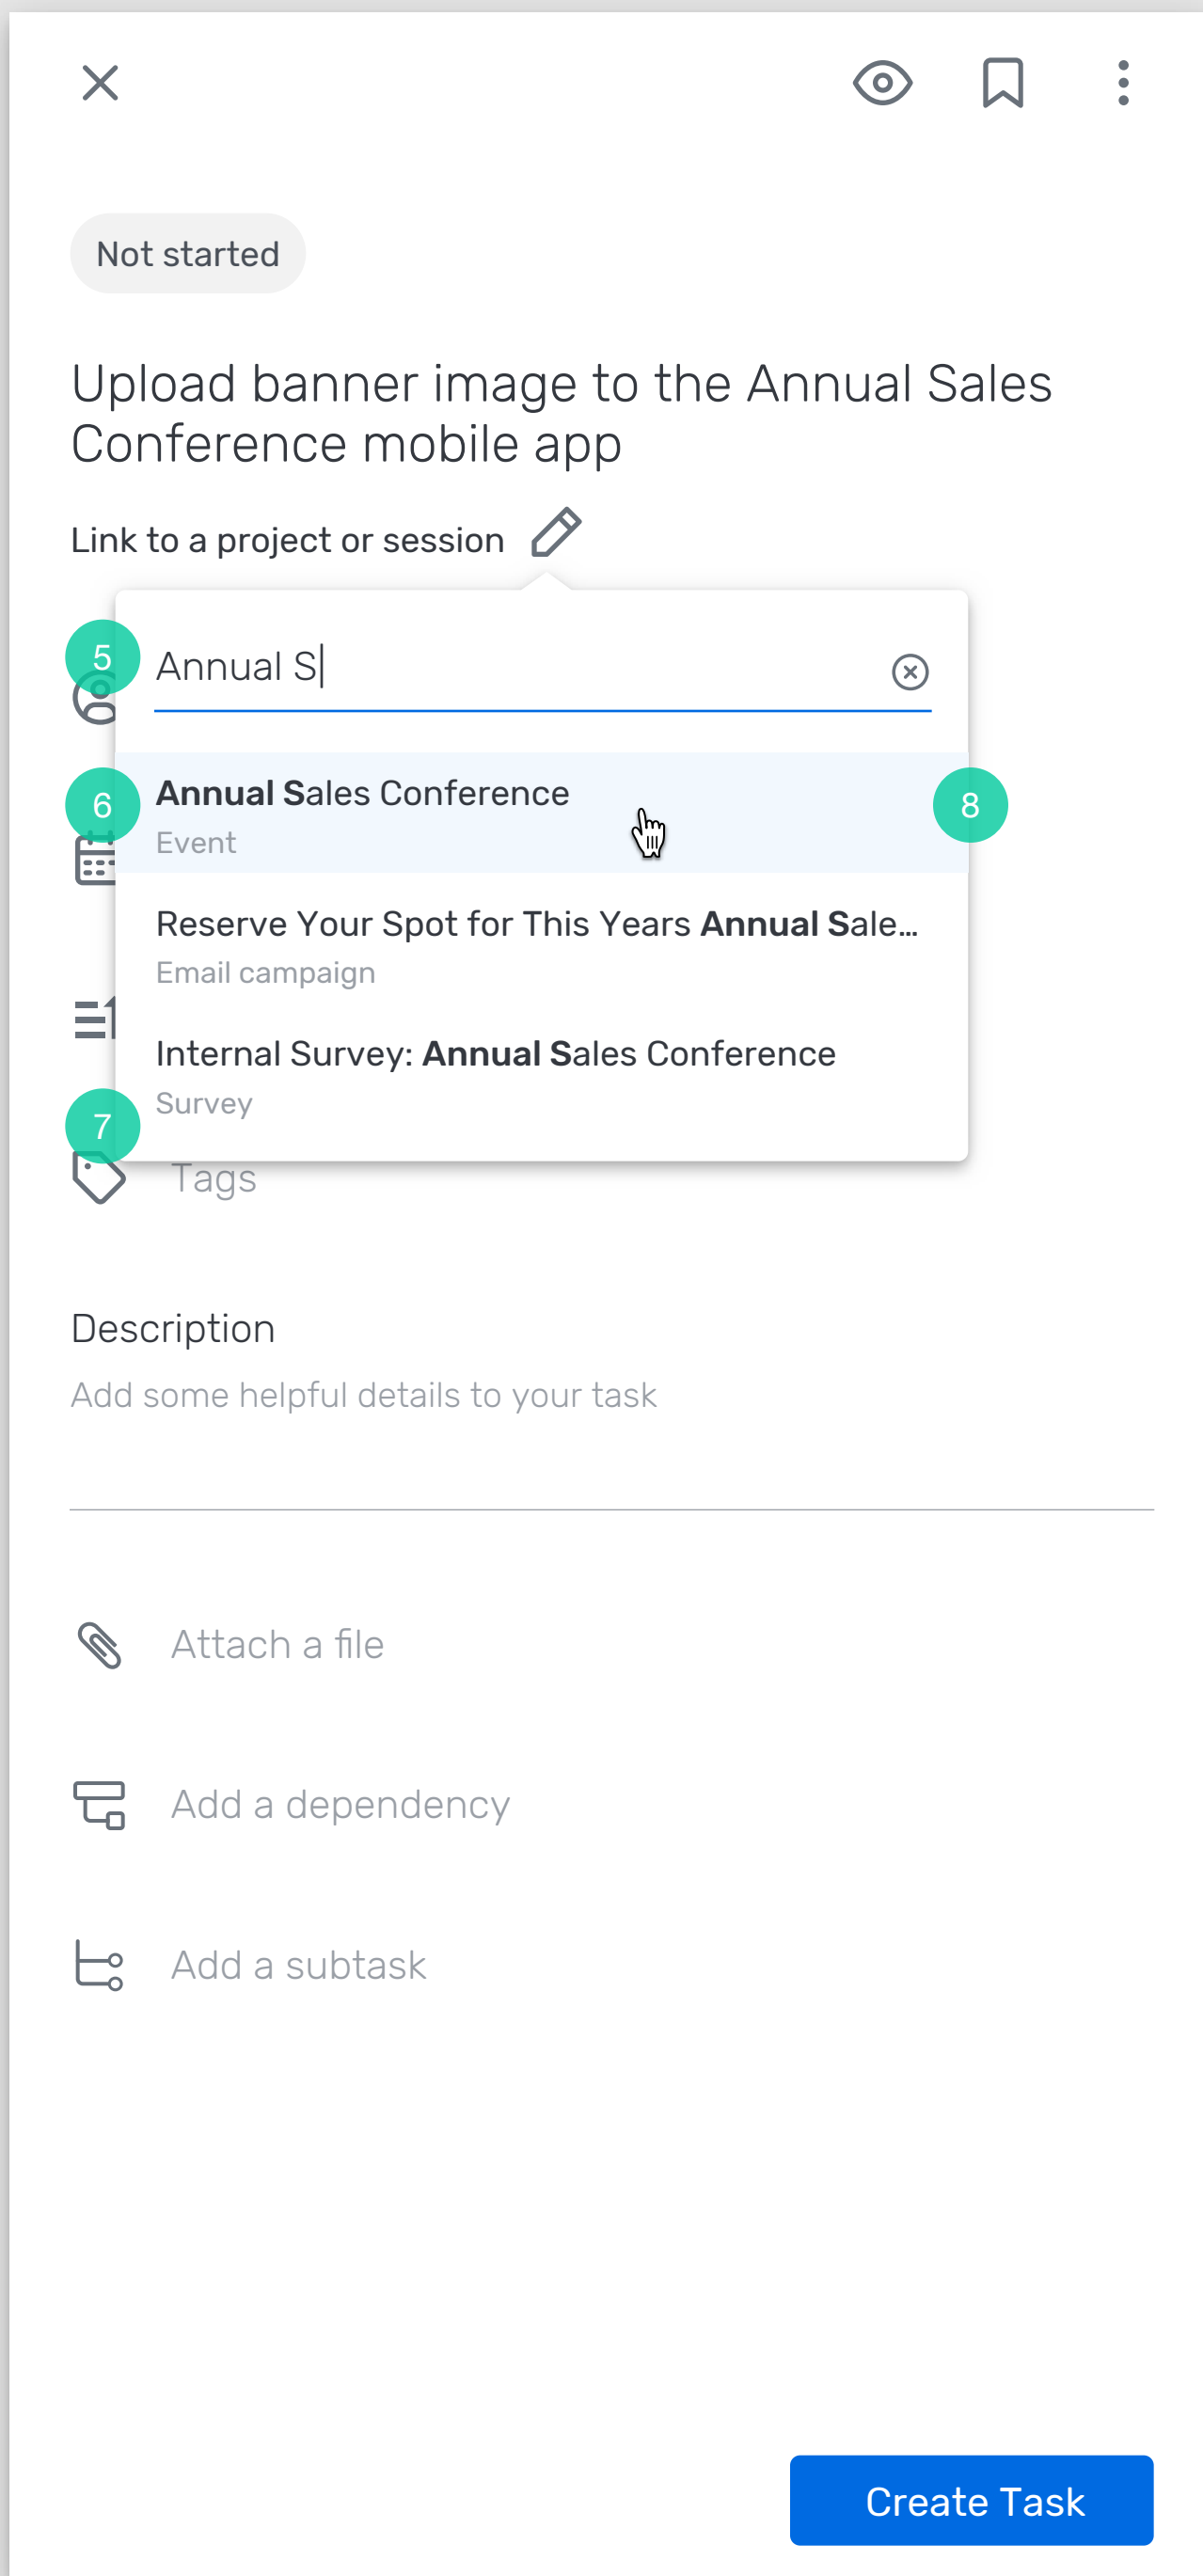 Not started
Upload banner image to the Annual Sales
Conference mobile app
Link to a project or session
5
Annual S
6
Annual Sales Conference
8
Event
Reserve Your Spot for This Years Annual Sale...
Email campaign
Internal Survey: Annual Sales Conference
Survey
7
Tags
Description
Add some helpful details to your task
Attach a file
Add a dependency
Add a subtask
Create Task